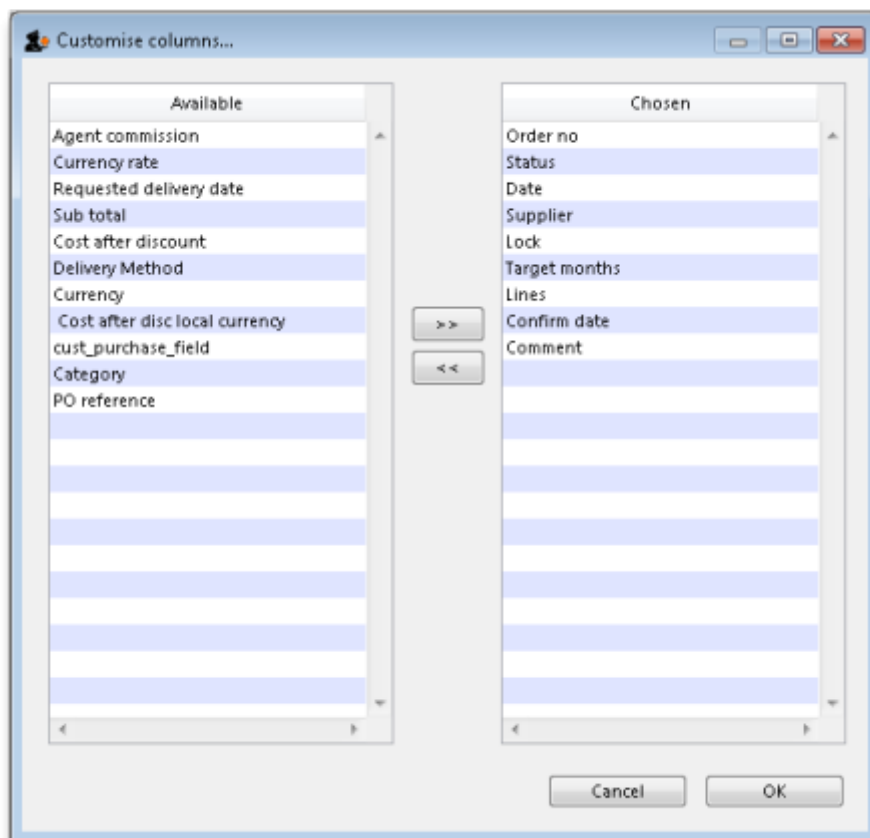 Customise columns...
Available
Agent commission
Currency rate
Requested delivery date
Sub total
Cost after discount
Delivery Method
Currency
Cost after disc local currency
cust_purchase_field
Category
PO reference
>>
<<
Chosen
Order no
Status
Date
Supplier
Lock
Target months
Lines
Confirm date
Comment
Cancel
OK